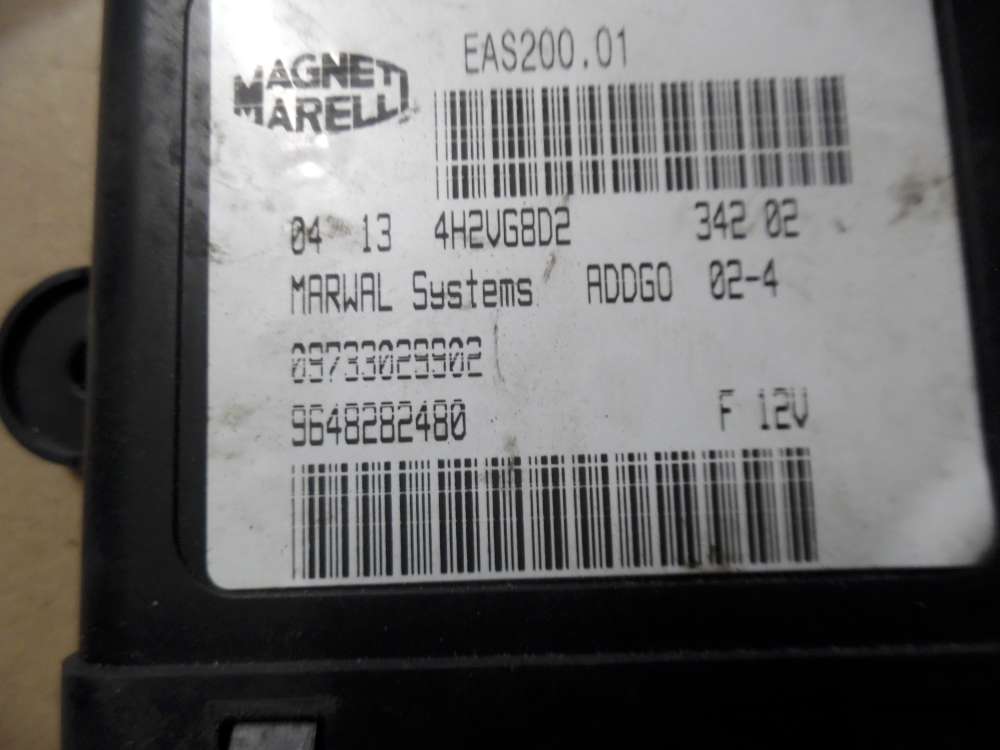 MAGNETI
MARELLI
EAS200.01
04 13 4H2VG8D2 342 02
MARWAL Systems ADDGO 02-4
09733029902
9648282480 F 12V